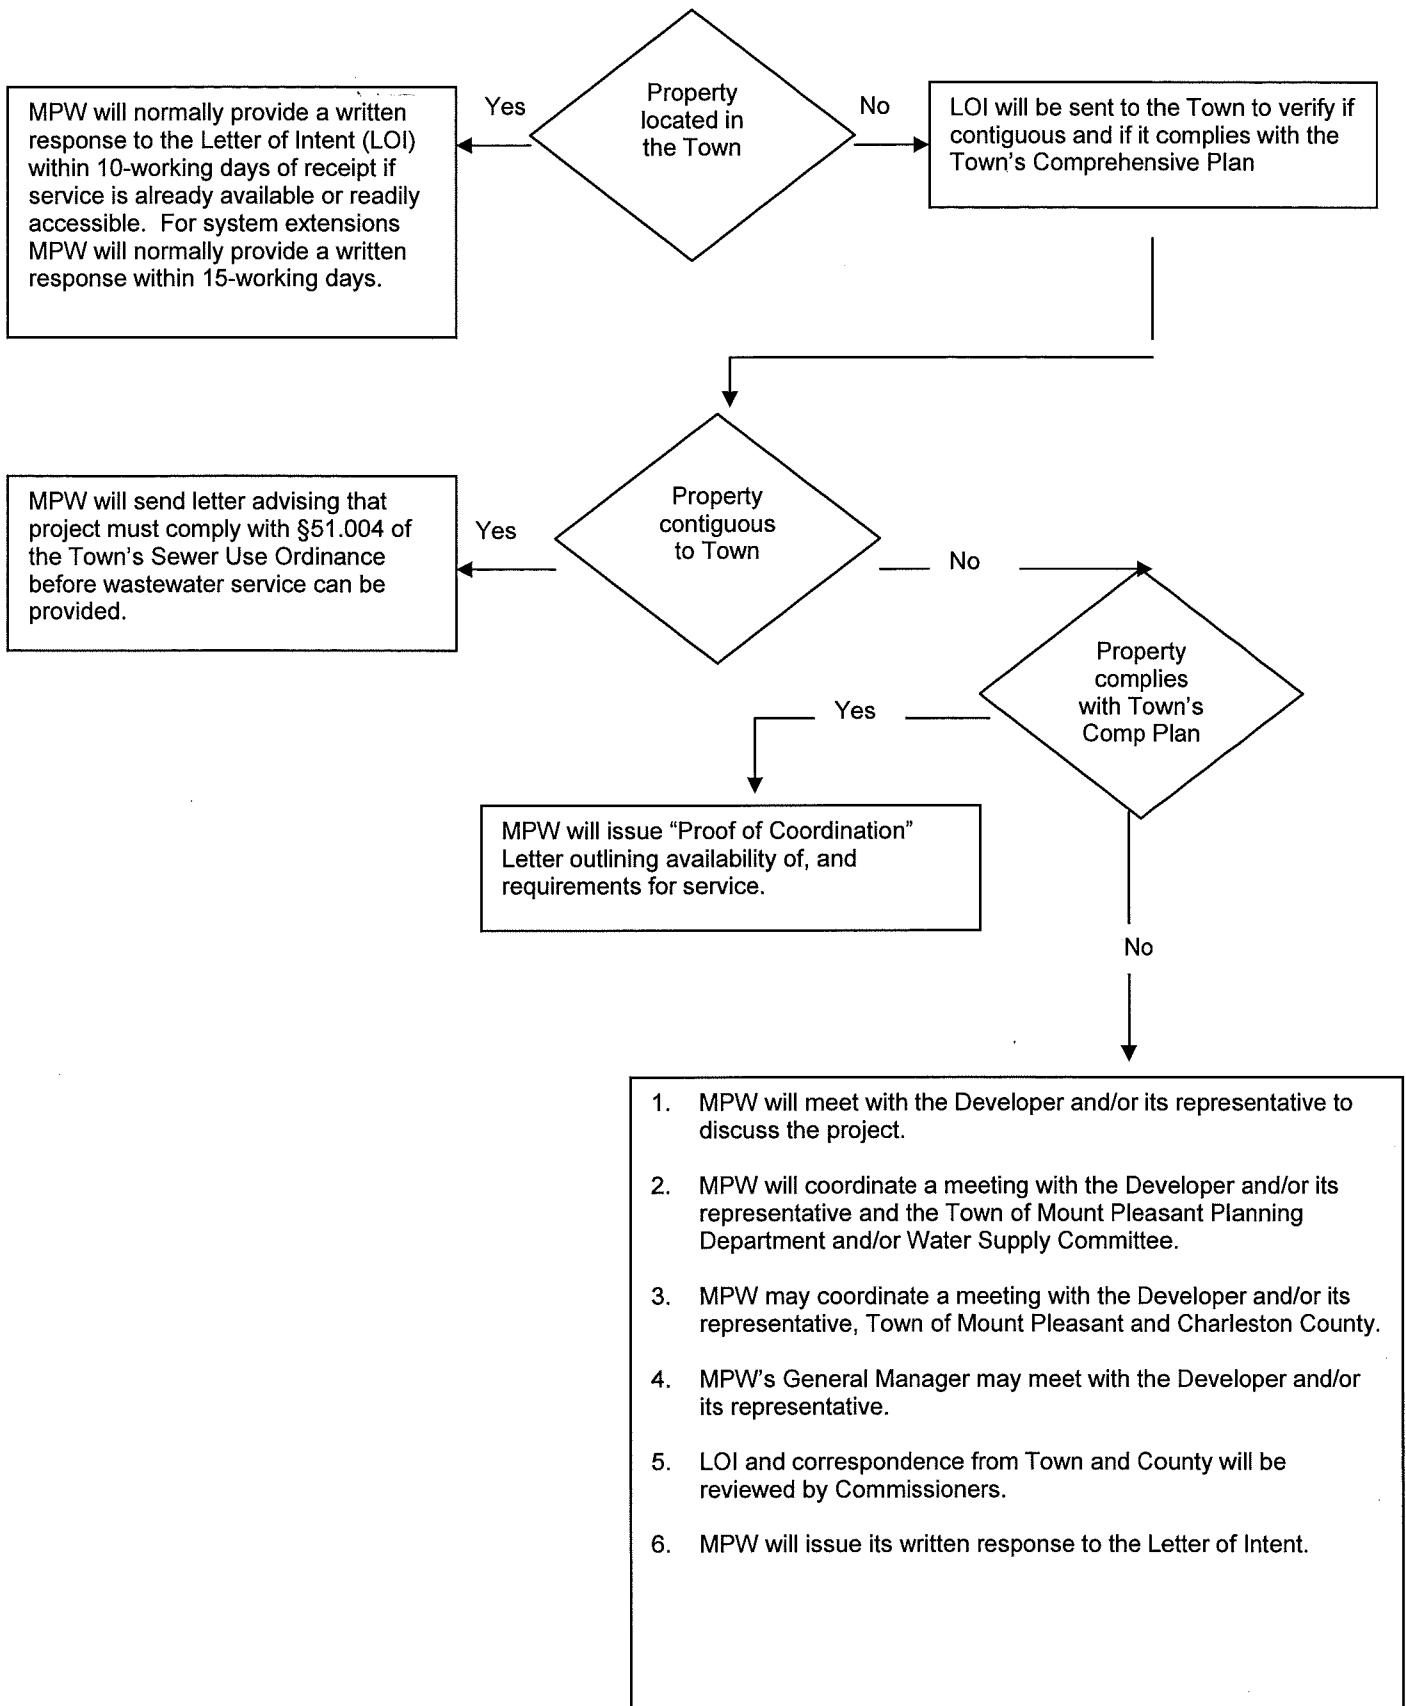 Property
located in
the Town
Yes
No
MPW will normally provide a written
response to the Letter of Intent (LOI)
within 10-working days of receipt if
service is already available or readily
accessible.  For system extensions
MPW will normally provide a written
response within 15-working days.
LOI will be sent to the Town to verify if
contiguous and if it complies with the
Town's Comprehensive Plan
Property
contiguous
to Town
Yes
No
MPW will send letter advising that
project must comply with §51.004 of
the Town's Sewer Use Ordinance
before wastewater service can be
provided.
Property
complies
with Town's
Comp Plan
Yes
MPW will issue “Proof of Coordination”
Letter outlining availability of, and
requirements for service.
No
1. MPW will meet with the Developer and/or its representative to
discuss the project.
2. MPW will coordinate a meeting with the Developer and/or its
representative and the Town of Mount Pleasant Planning
Department and/or Water Supply Committee.
3. MPW may coordinate a meeting with the Developer and/or its
representative, Town of Mount Pleasant and Charleston County.
4. MPW's General Manager may meet with the Developer and/or
its representative.
5. LOI and correspondence from Town and County will be
reviewed by Commissioners.
6. MPW will issue its written response to the Letter of Intent.